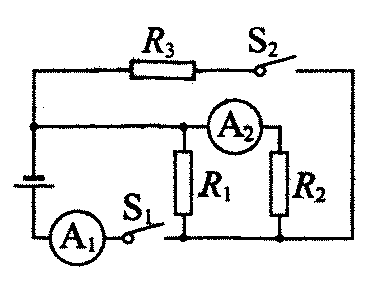 R₃ S₂
A₂
R₁ R₂
S₁
A₁